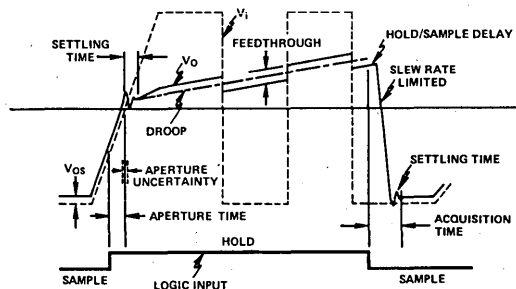 Vi
SETTLING
TIME
FEEDTHROUGH
VO
HOLD/SAMPLE DELAY
SLEW RATE
LIMITED
DROOP
VOS
APERTURE
UNCERTAINTY
SETTLING TIME
APERTURE TIME
ACQUISITION
TIME
HOLD
SAMPLE
LOGIC INPUT
SAMPLE